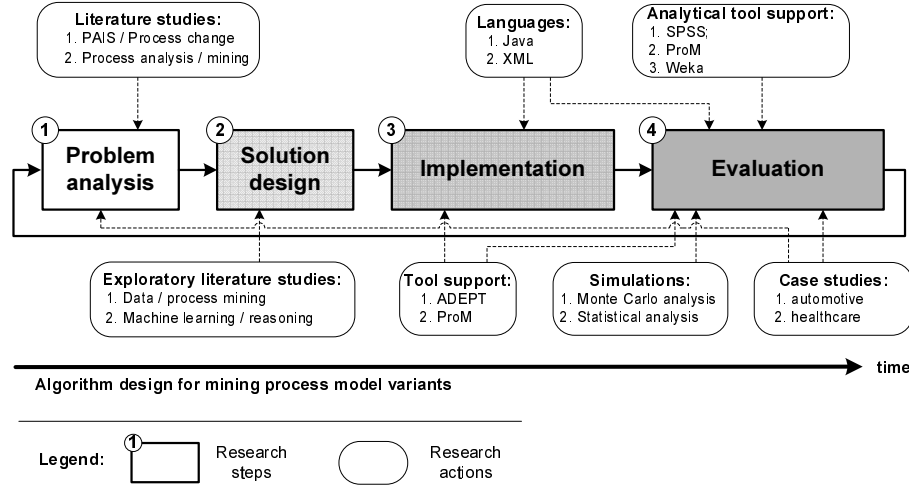 Literature studies:
1. PAIS / Process change
2. Process analysis / mining
Languages:
1. Java
2. XML
Analytical tool support:
1. SPSS;
2. ProM
3. Weka
1
Problem
analysis
2
Solution
design
3
Implementation
4
Evaluation
Exploratory literature studies:
1. Data / process mining
2. Machine learning / reasoning
Tool support:
1. ADEPT
2. ProM
Simulations:
1. Monte Carlo analysis
2. Statistical analysis
Case studies:
1. automotive
2. healthcare
time
Algorithm design for mining process model variants
Legend:
1
Research
steps
Research
actions